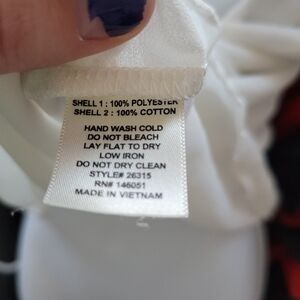 SHELL 1 : 100% POLYESTER
SHELL 2 : 100% COTTON
HAND WASH COLD
DO NOT BLEACH
LAY FLAT TO DRY
LOW IRON
DO NOT DRY CLEAN
STYLE# 26315
RN# 146051
MADE IN VIETNAM